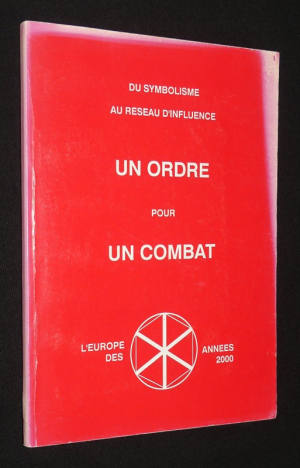 DU SYMBOLISME
AU RESEAU D'INFLUENCE
UN ORDRE
POUR
UN COMBAT
L'EUROPE
DES
ANNEES
2000